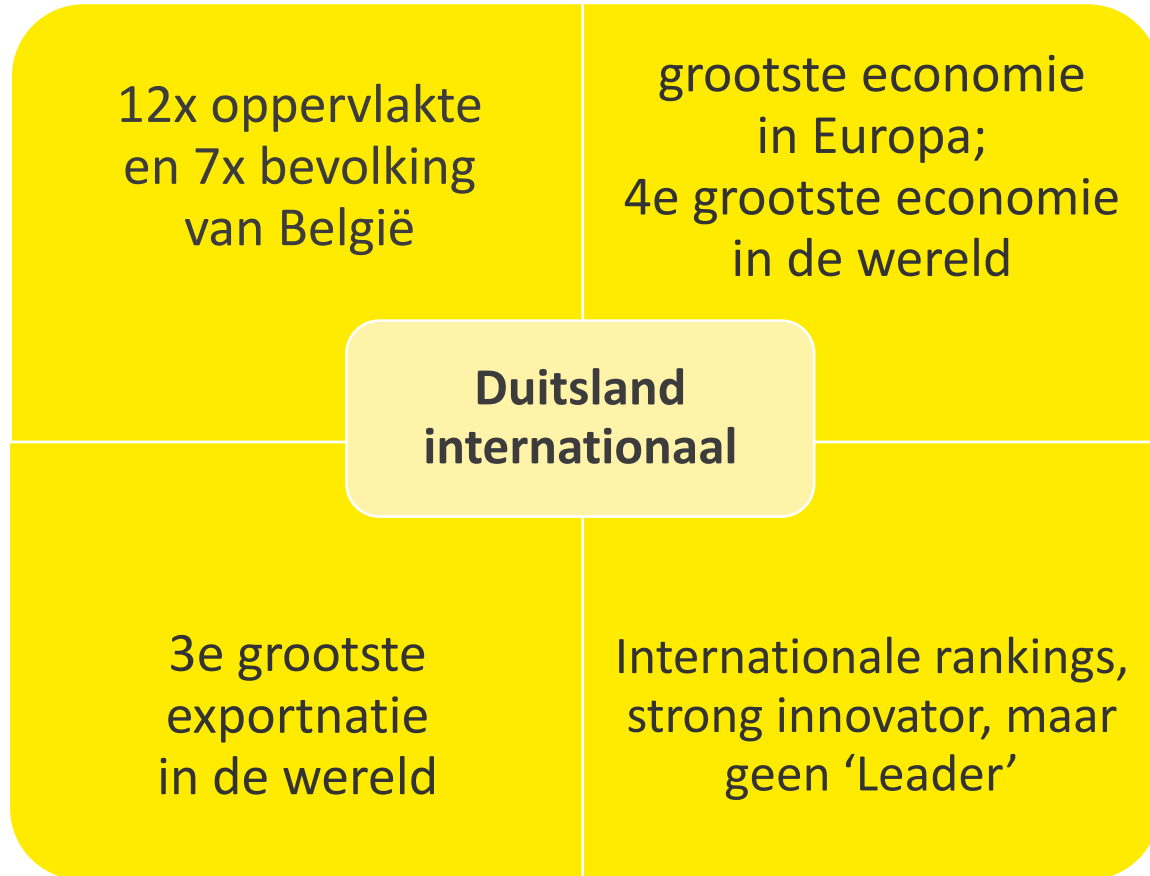 12x oppervlakte
en 7x bevolking
van België
grootste economie
in Europa;
4e grootste economie
in de wereld
Duitsland
internationaal
3e grootste
exportnatie
in de wereld
Internationale rankings,
strong innovator, maar
geen ‘Leader’